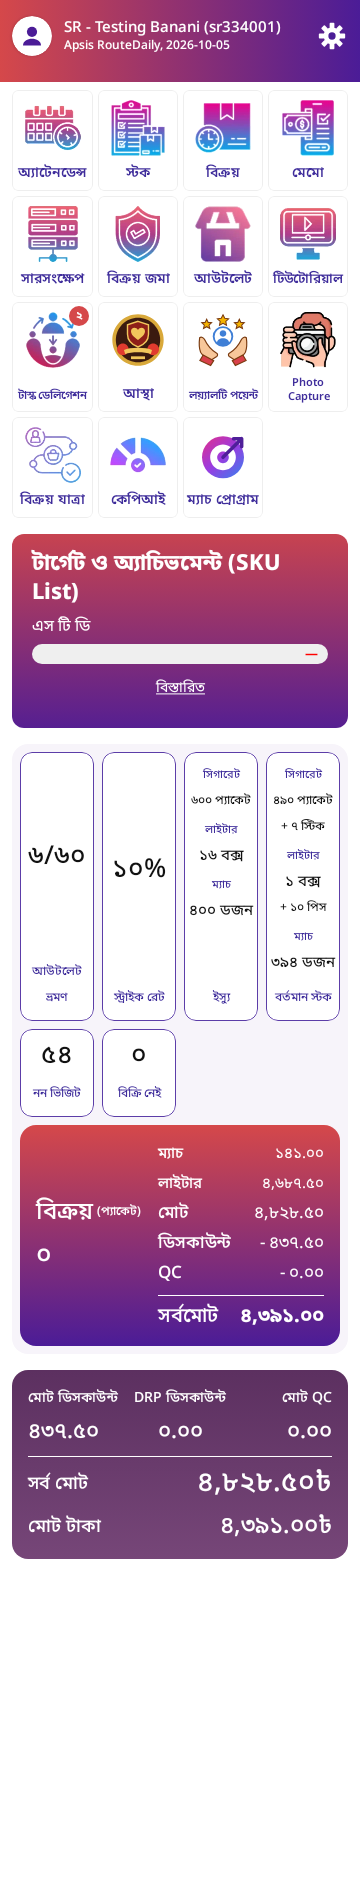 SR - Testing Banani (sr334001)
Apsis RouteDaily, 2026-10-05
অ্যাটেনডেন্স
স্টক
বিক্রয়
মেমো
সারসংক্ষেপ
বিক্রয় জমা
আউটলেট
টিউটোরিয়াল
২
টাস্ক ডেলিগেশন
আস্থা
লয়্যালটি পয়েন্ট
Photo
Capture
বিক্রয় যাত্রা
কেপিআই
ম্যাচ প্রোগ্রাম
টার্গেট ও অ্যাচিভমেন্ট (SKU
List)
এস টি ডি
বিস্তারিত
৬/৬০
আউটলেট
ভ্রমণ
১০%
স্ট্রাইক রেট
সিগারেট
৬০০ প্যাকেট
লাইটার
১৬ বক্স
ম্যাচ
৪০০ ডজন
ইস্যু
সিগারেট
৪৯০ প্যাকেট
+ ৭ স্টিক
লাইটার
১ বক্স
+ ১০ পিস
ম্যাচ
৩৯৪ ডজন
বর্তমান স্টক
৫৪
নন ভিজিট
০
বিক্রি নেই
বিক্রয় (প্যাকেট)
০
ম্যাচ ১৪১.০০
লাইটার ৪,৬৮৭.৫০
মোট ৪,৮২৮.৫০
ডিসকাউন্ট - ৪৩৭.৫০
QC - ০.০০
সর্বমোট ৪,৩৯১.০০
মোট ডিসকাউন্ট DRP ডিসকাউন্ট মোট QC
৪৩৭.৫০ ০.০০ ০.০০
সর্ব মোট ৪,৮২৮.৫০৳
মোট টাকা ৪,৩৯১.০০৳